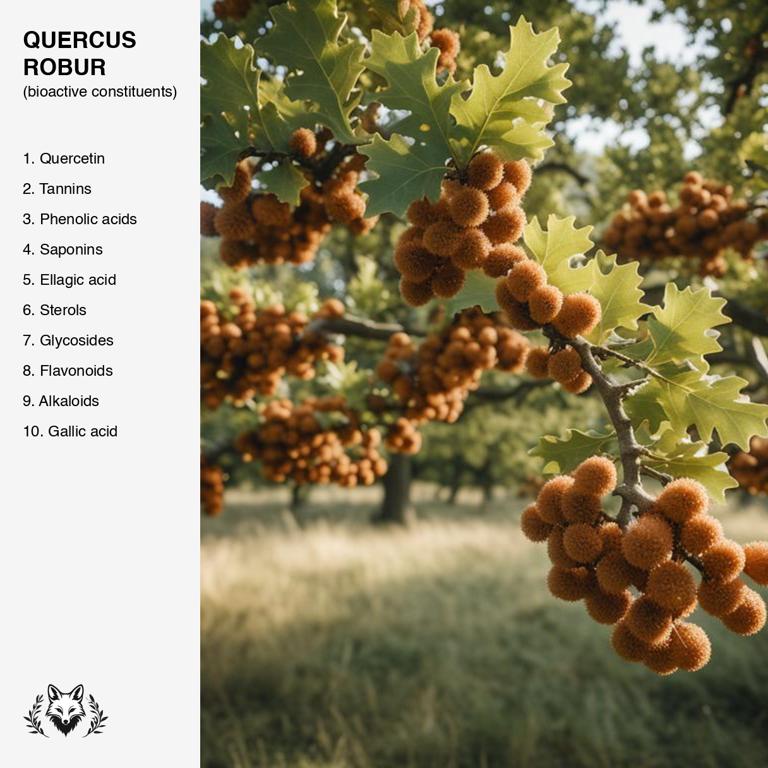 QUERCUS
ROBUR
(bioactive constituents)
1. Quercetin
2. Tannins
3. Phenolic acids
4. Saponins
5. Ellagic acid
6. Sterols
7. Glycosides
8. Flavonoids
9. Alkaloids
10. Gallic acid